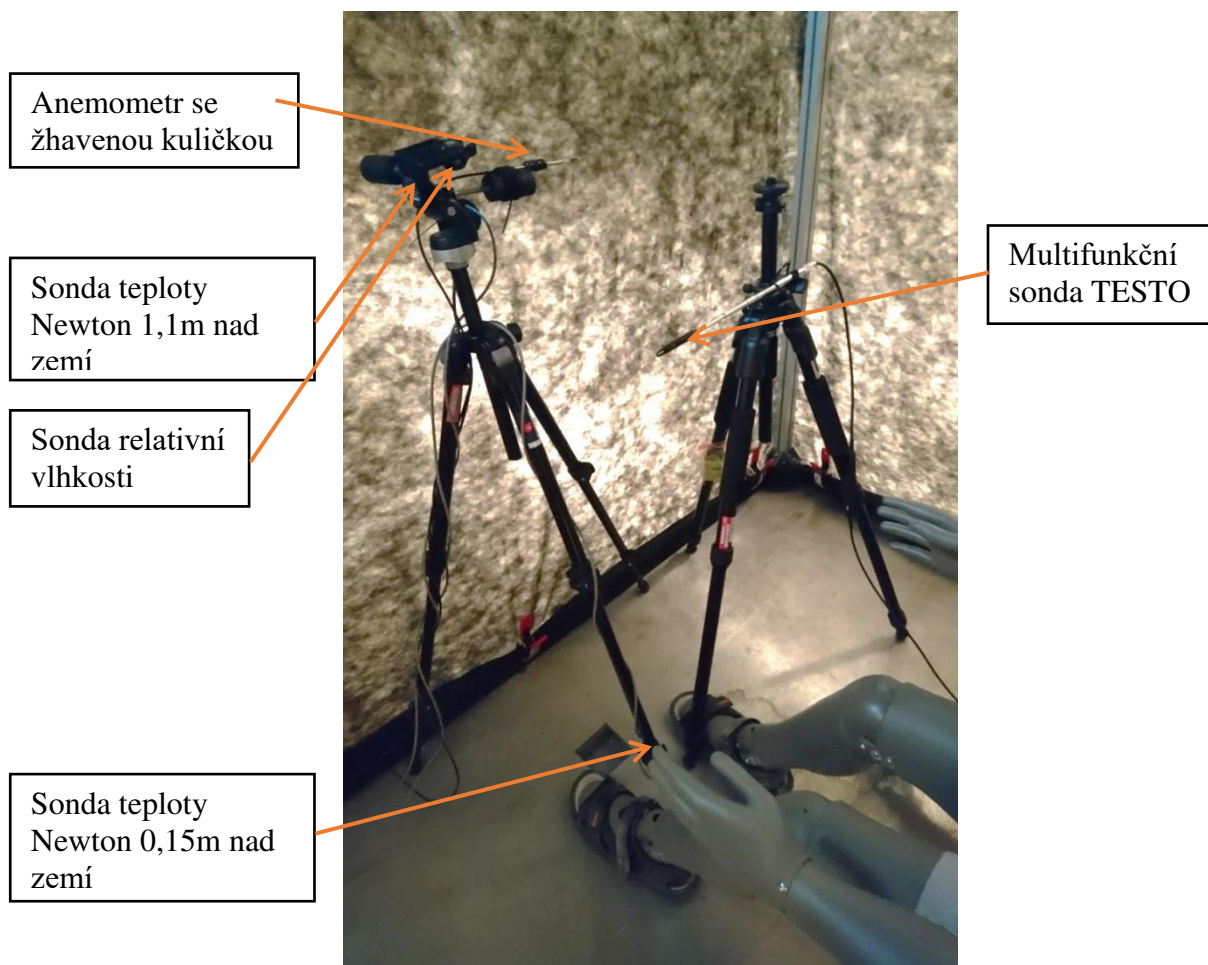 Anemometr se
žhavenou kuličkou
Sonda teploty
Newton 1,1m nad
zemí
Sonda relativní
vlhkosti
Multifunkční
sonda TESTO
Sonda teploty
Newton 0,15m nad
zemí